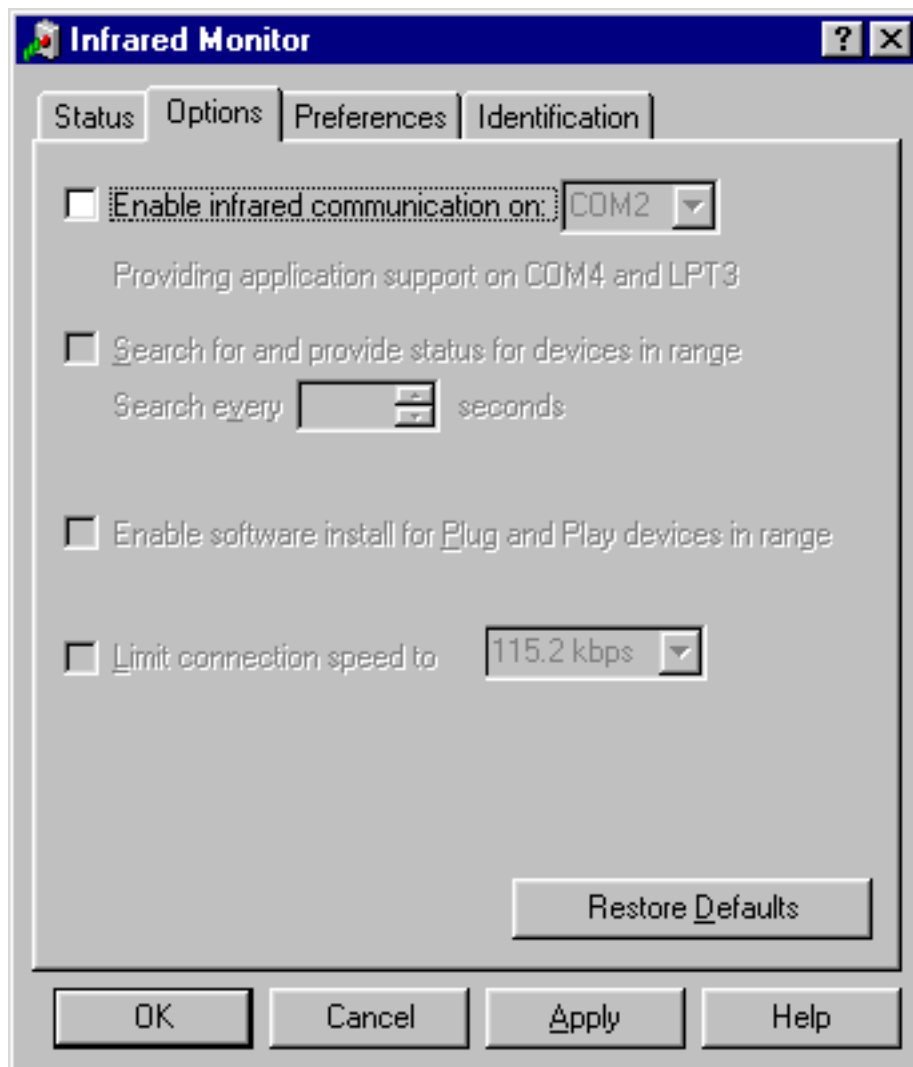 Infrared Monitor
Status Options Preferences Identification
Enable infrared communication on: COM2
Providing application support on COM4 and LPT3
Search for and provide status for devices in range
Search every seconds
Enable software install for Plug and Play devices in range
Limit connection speed to 115.2 kbps
Restore Defaults
OK Cancel Apply Help